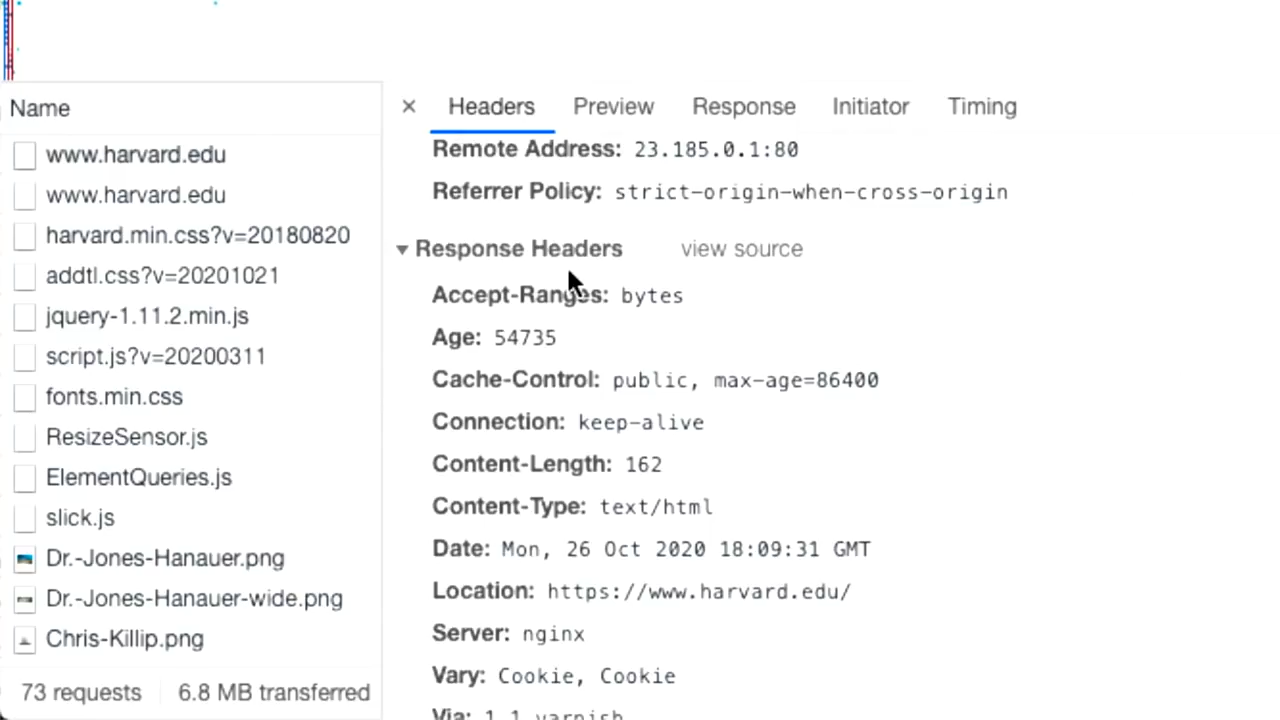 Name
www.harvard.edu
www.harvard.edu
harvard.min.css?v=20180820
addtl.css?v=20201021
jquery-1.11.2.min.js
script.js?v=20200311
fonts.min.css
ResizeSensor.js
ElementQueries.js
slick.js
Dr.-Jones-Hanauer.png
Dr.-Jones-Hanauer-wide.png
Chris-Killip.png
73 requests 6.8 MB transferred
× Headers Preview Response Initiator Timing
Remote Address: 23.185.0.1:80
Referrer Policy: strict-origin-when-cross-origin
▼ Response Headers view source
Accept-Ranges: bytes
Age: 54735
Cache-Control: public, max-age=86400
Connection: keep-alive
Content-Length: 162
Content-Type: text/html
Date: Mon, 26 Oct 2020 18:09:31 GMT
Location: https://www.harvard.edu/
Server: nginx
Vary: Cookie, Cookie
Via: 1.1 varnish